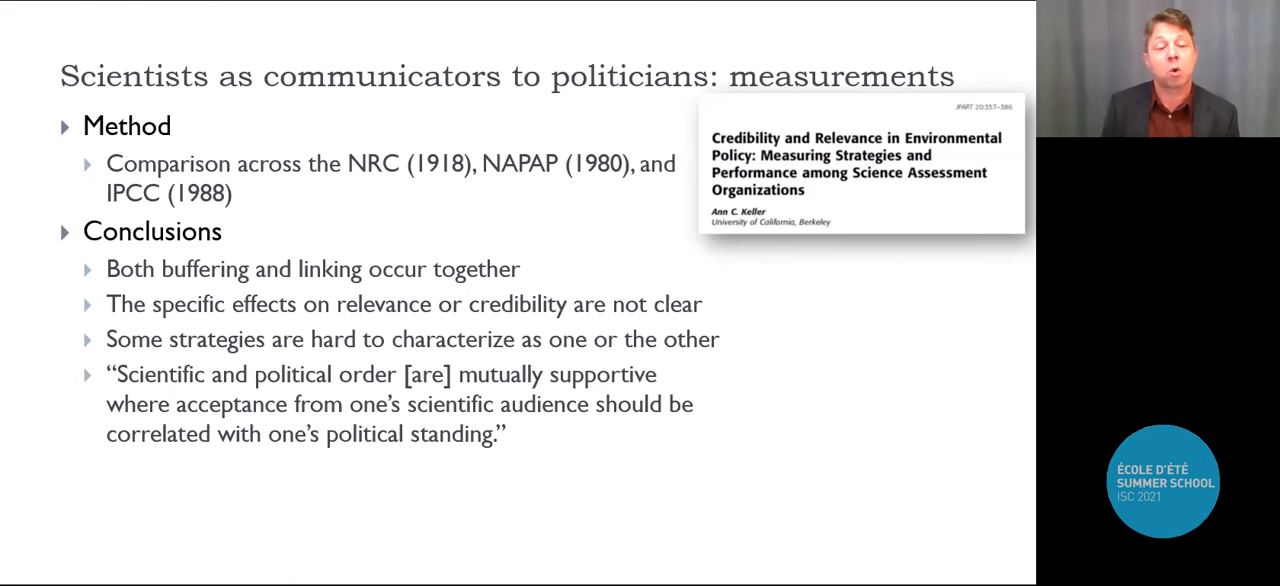 Scientists as communicators to politicians: measurements
Method
Comparison across the NRC (1918), NAPAP (1980), and
IPCC (1988)
Conclusions
Both buffering and linking occur together
The specific effects on relevance or credibility are not clear
Some strategies are hard to characterize as one or the other
“Scientific and political order [are] mutually supportive
where acceptance from one’s scientific audience should be
correlated with one’s political standing.”
JPART 20:357–386
Credibility and Relevance in Environmental
Policy: Measuring Strategies and
Performance among Science Assessment
Organizations
Ann C. Keller
University of California, Berkeley
ÉCOLE D'ÉTÉ
SUMMER SCHOOL
ISC 2021